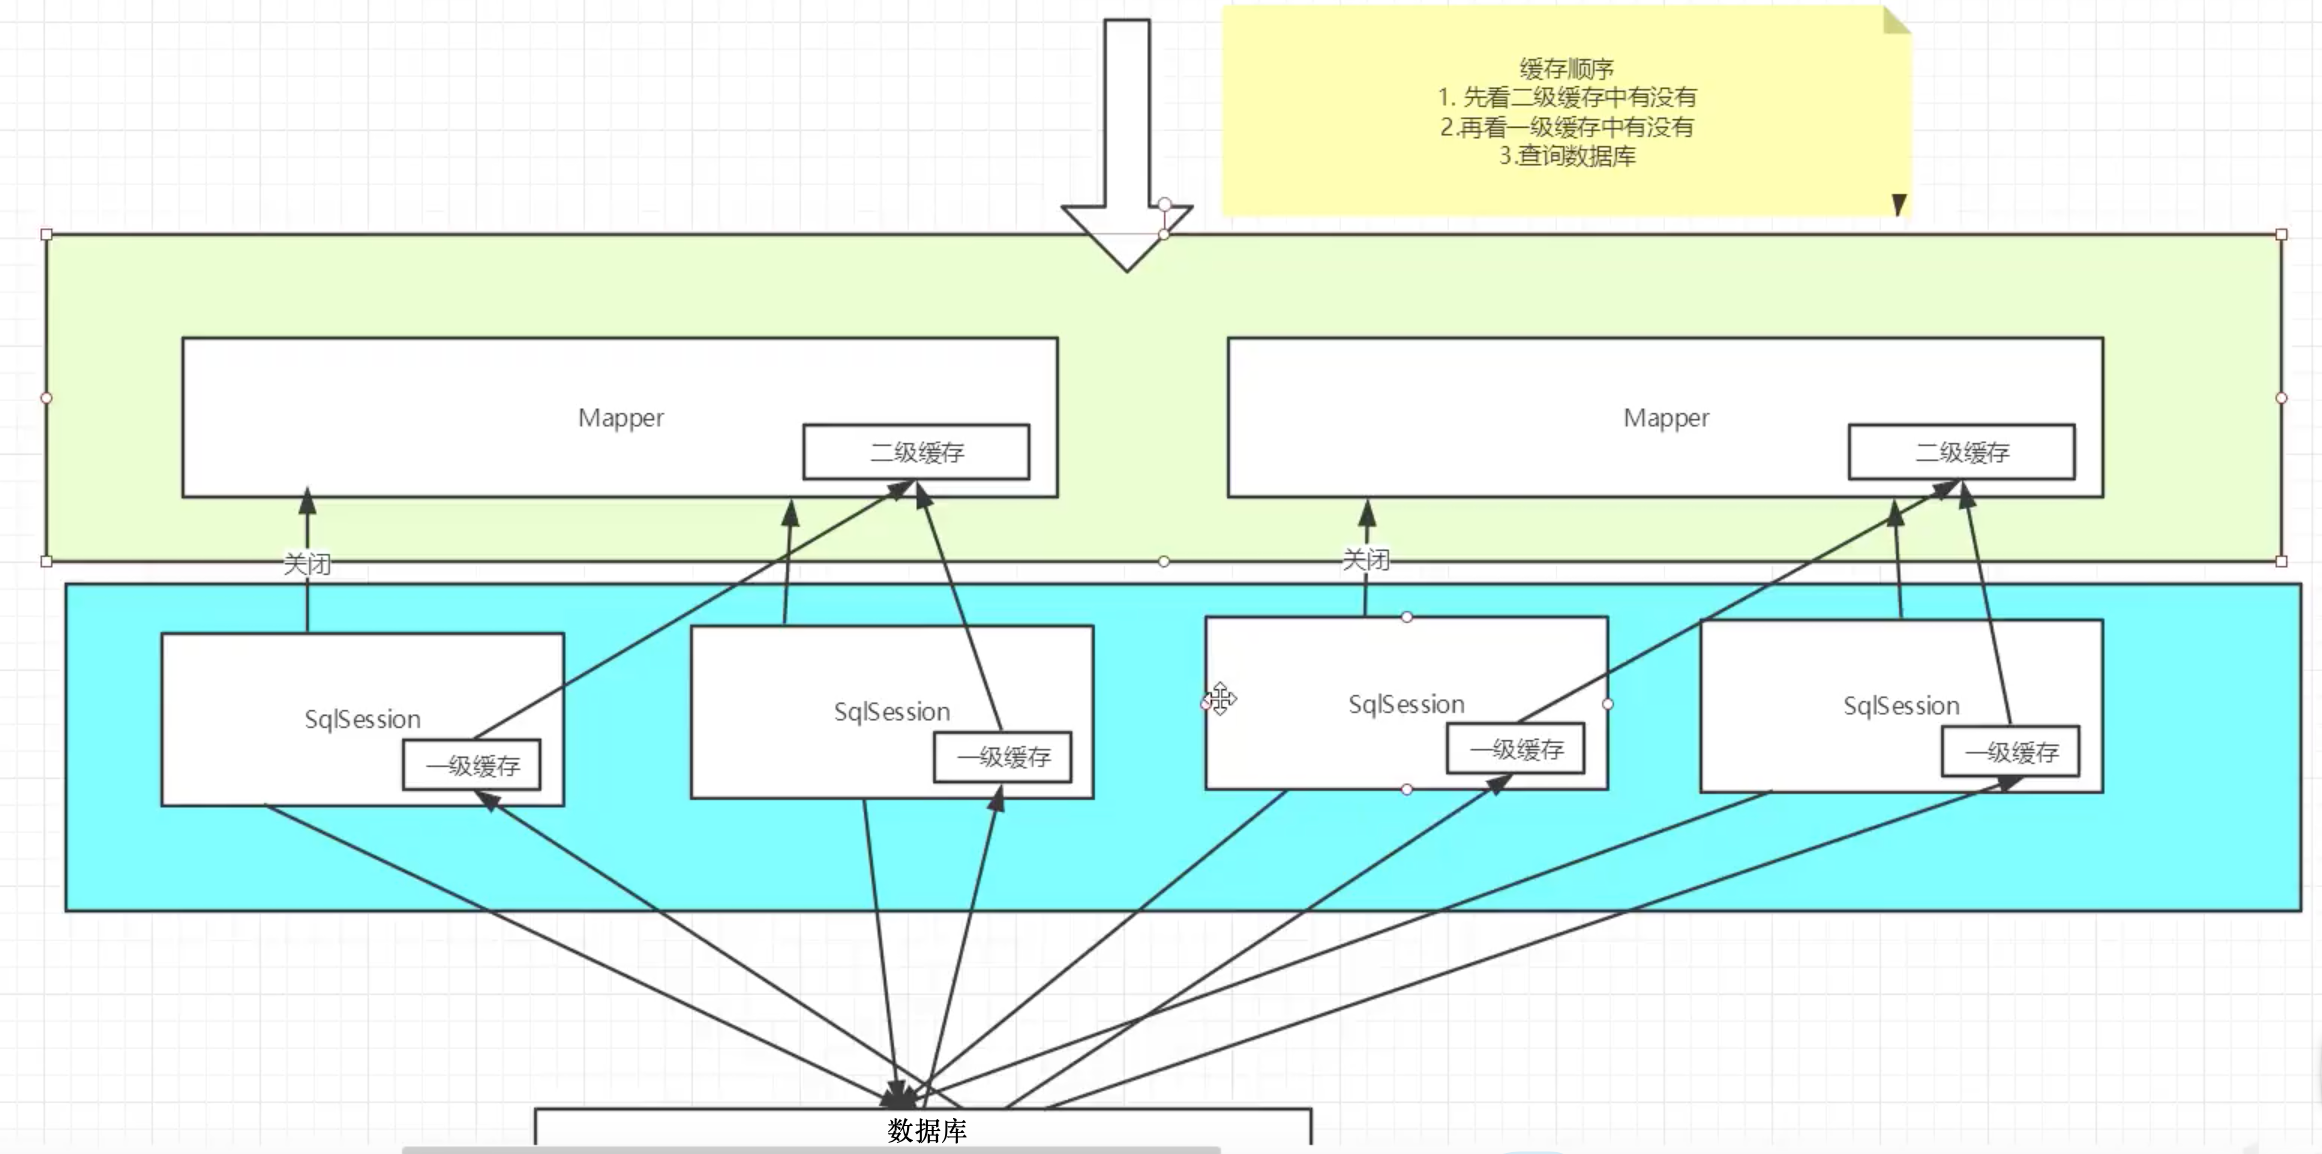 缓存顺序
1. 先看二级缓存中有没有
2.再看一级缓存中有没有
3.查询数据库
Mapper
二级缓存
Mapper
二级缓存
关闭
关闭
SqlSession
一级缓存
SqlSession
一级缓存
SqlSession
一级缓存
SqlSession
一级缓存
数据库